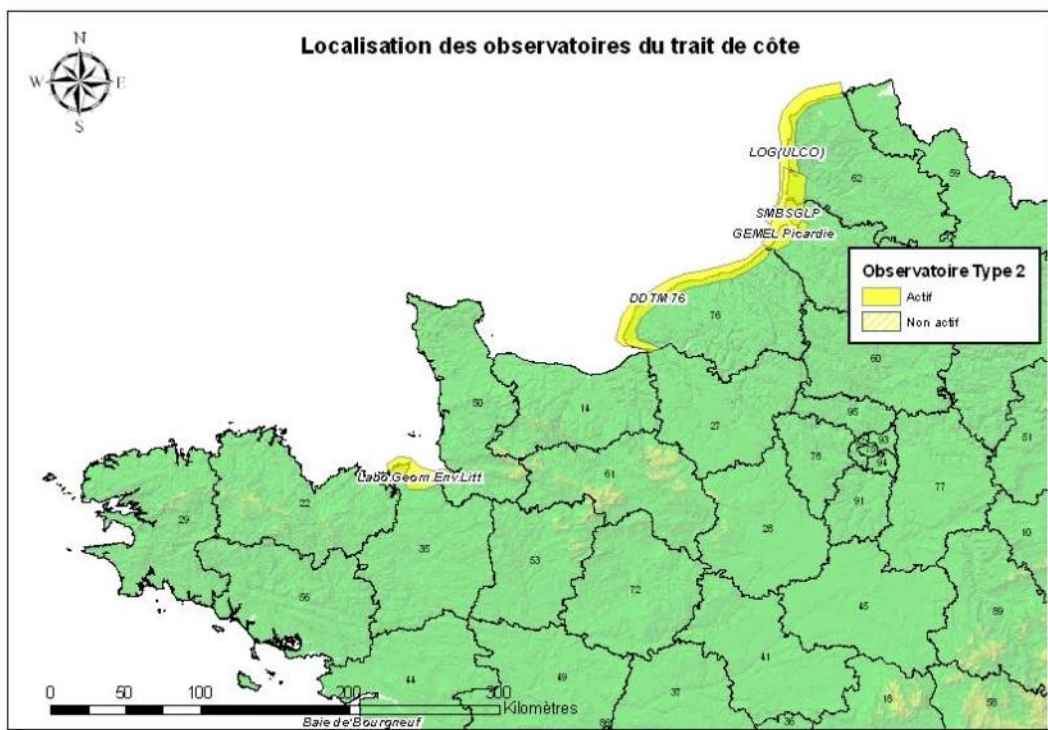 Localisation des observatoires du trait de côte
N
W E
S
LOG(ULCO)
62
59
SMBSGLP
GEMEL Picardie
Observatoire Type 2
Actif
Non actif
DDTM 76
76
60
50
14
27
95
93
94
51
78
77
91
Labo.Geom.Env.Litt
61
22
29
35
28
10
53
72
56
45
89
41
44
49
37
18
58
36
0 50 100 200 300
Kilomètres
Baie de Bourgneuf